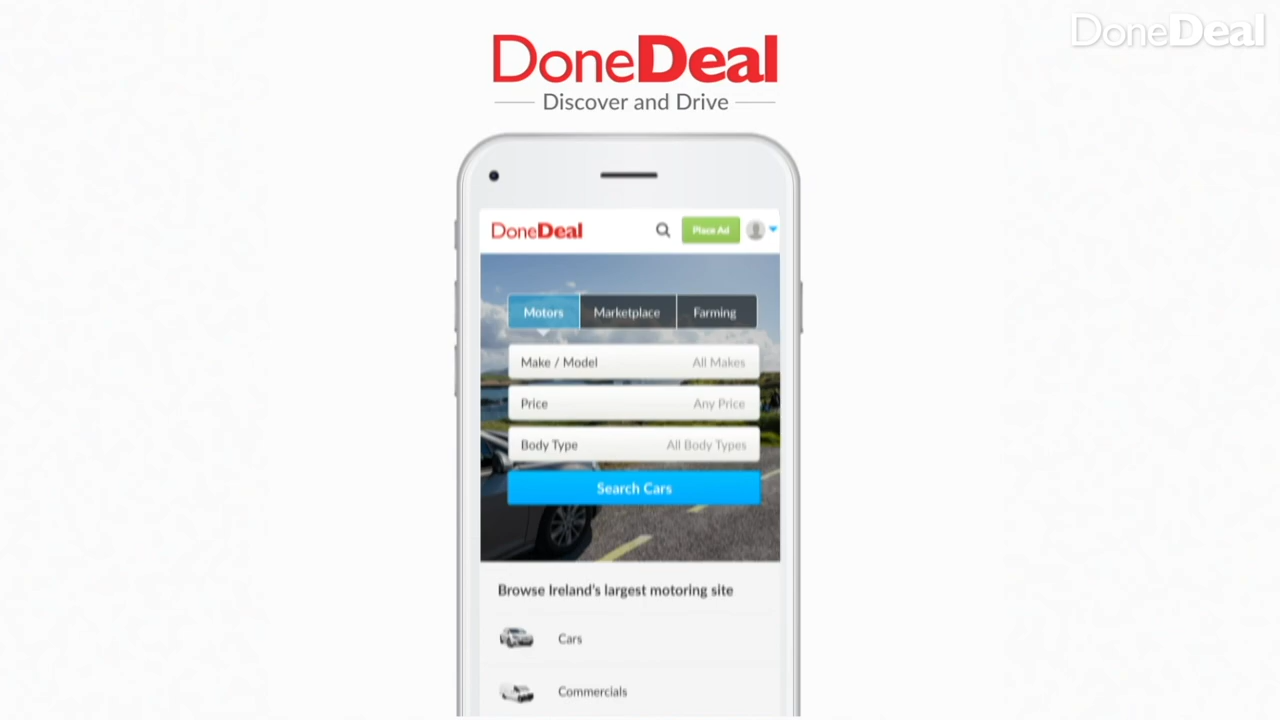 DoneDeal
DoneDeal
Discover and Drive
DoneDeal
Place Ad
Motors
Marketplace
Farming
Make / Model
All Makes
Price
Any Price
Body Type
All Body Types
Search Cars
Browse Ireland's largest motoring site
Cars
Commercials